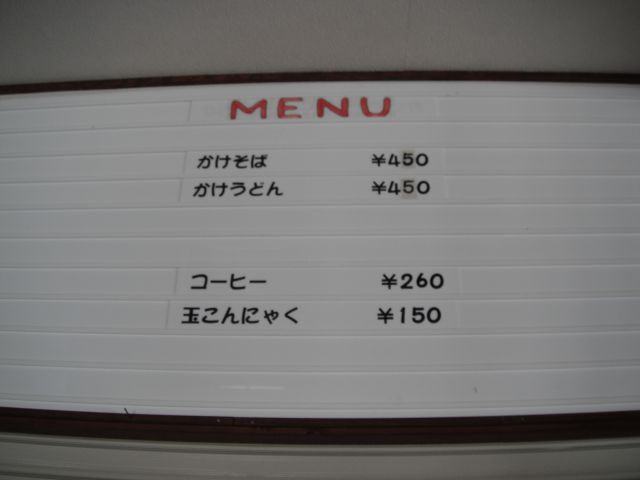 MENU
かけそば ¥450
かけうどん ¥450
コーヒー ¥260
玉こんにゃく ¥150